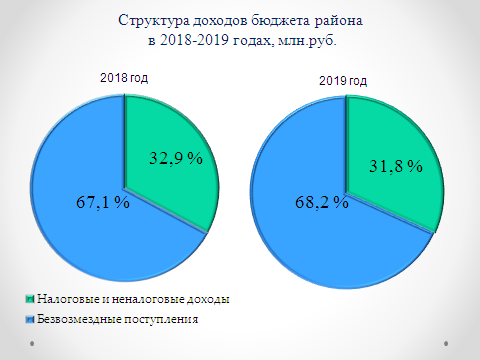 Структура доходов бюджета района
в 2018-2019 годах, млн.руб.
2018 год
2019 год
32,9 %
67,1 %
31,8 %
68,2 %
Налоговые и неналоговые доходы
Безвозмездные поступления